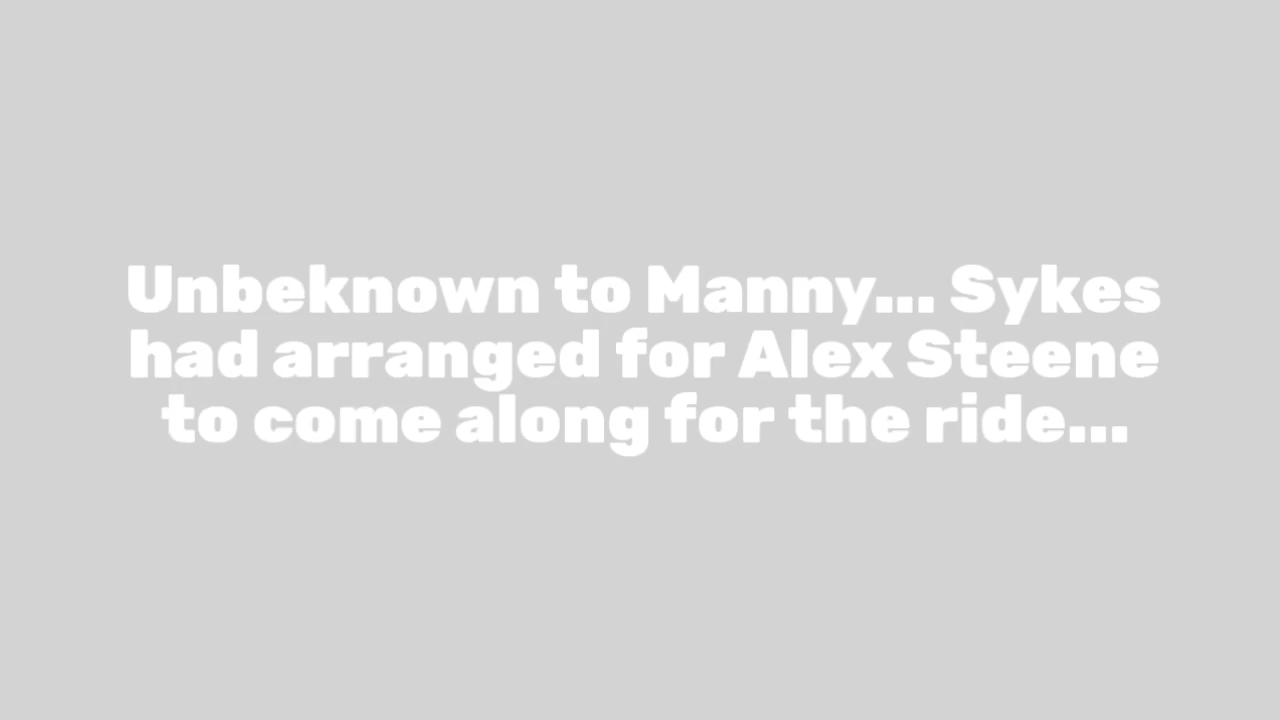 Unbeknown to Manny... Sykes
had arranged for Alex Steene
to come along for the ride...